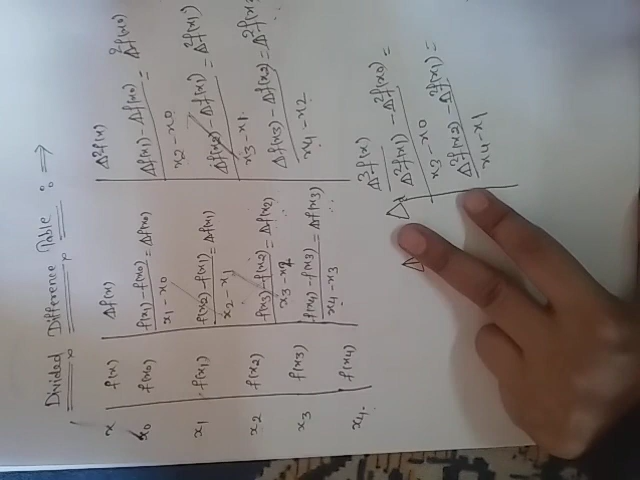 Divided Difference Table : ⇒
x f(x) Δf(x) Δ²f(x)
x0 f(x0) f(x1) - f(x0) / x1 - x0 = Δf(x0) Δf(x1) - Δf(x0) / x2 - x0 = Δ²f(x0)
x1 f(x1) f(x2) - f(x1) / x2 - x1 = Δf(x1) Δf(x2) - Δf(x1) / x3 - x1 = Δ²f(x1)
x2 f(x2) f(x3) - f(x2) / x3 - x2 = Δf(x2) Δf(x3) - Δf(x2) / x4 - x2 = Δ²f(x2
x3 f(x3) f(x4) - f(x3) / x4 - x3 = Δf(x3)
x4 f(x4)
Δ³f(x)
Δ²f(x1) - Δ²f(x0) / x3 - x0 =
Δ²f(x2) - Δ²f(x1) / x4 - x1 =